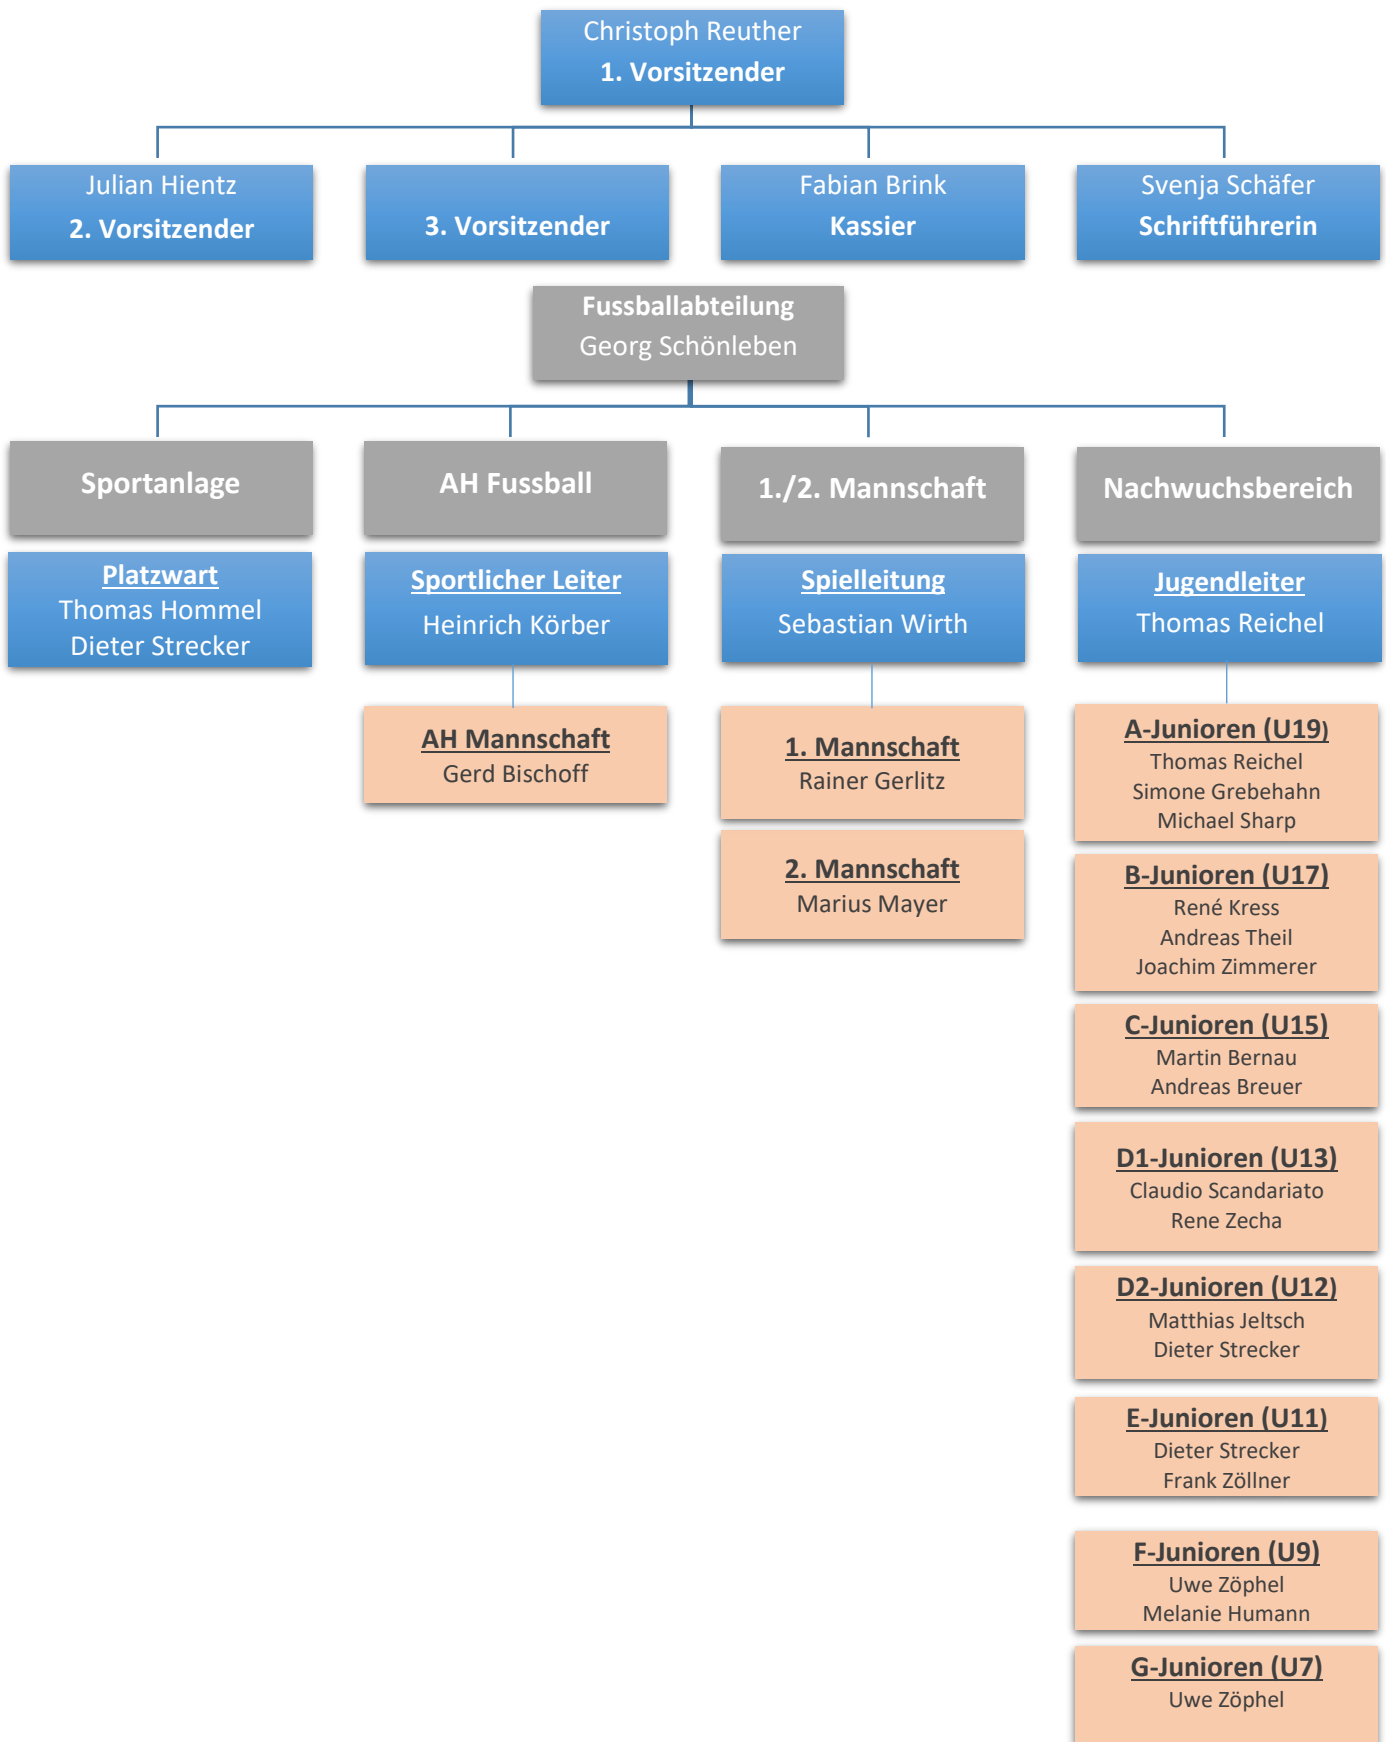 Christoph Reuther
1. Vorsitzender
Julian Hientz
2. Vorsitzender
3. Vorsitzender
Fabian Brink
Kassier
Svenja Schäfer
Schriftführerin
Fussballabteilung
Georg Schönleben
Sportanlage
AH Fussball
1./2. Mannschaft
Nachwuchsbereich
Platzwart
Thomas Hommel
Dieter Strecker
Sportlicher Leiter
Heinrich Körber
Spielleitung
Sebastian Wirth
Jugendleiter
Thomas Reichel
AH Mannschaft
Gerd Bischoff
1. Mannschaft
Rainer Gerlitz
2. Mannschaft
Marius Mayer
A-Junioren (U19)
Thomas Reichel
Simone Grebehahn
Michael Sharp
B-Junioren (U17)
René Kress
Andreas Theil
Joachim Zimmerer
C-Junioren (U15)
Martin Bernau
Andreas Breuer
D1-Junioren (U13)
Claudio Scandariato
Rene Zecha
D2-Junioren (U12)
Matthias Jeltsch
Dieter Strecker
E-Junioren (U11)
Dieter Strecker
Frank Zöllner
F-Junioren (U9)
Uwe Zöphel
Melanie Humann
G-Junioren (U7)
Uwe Zöphel